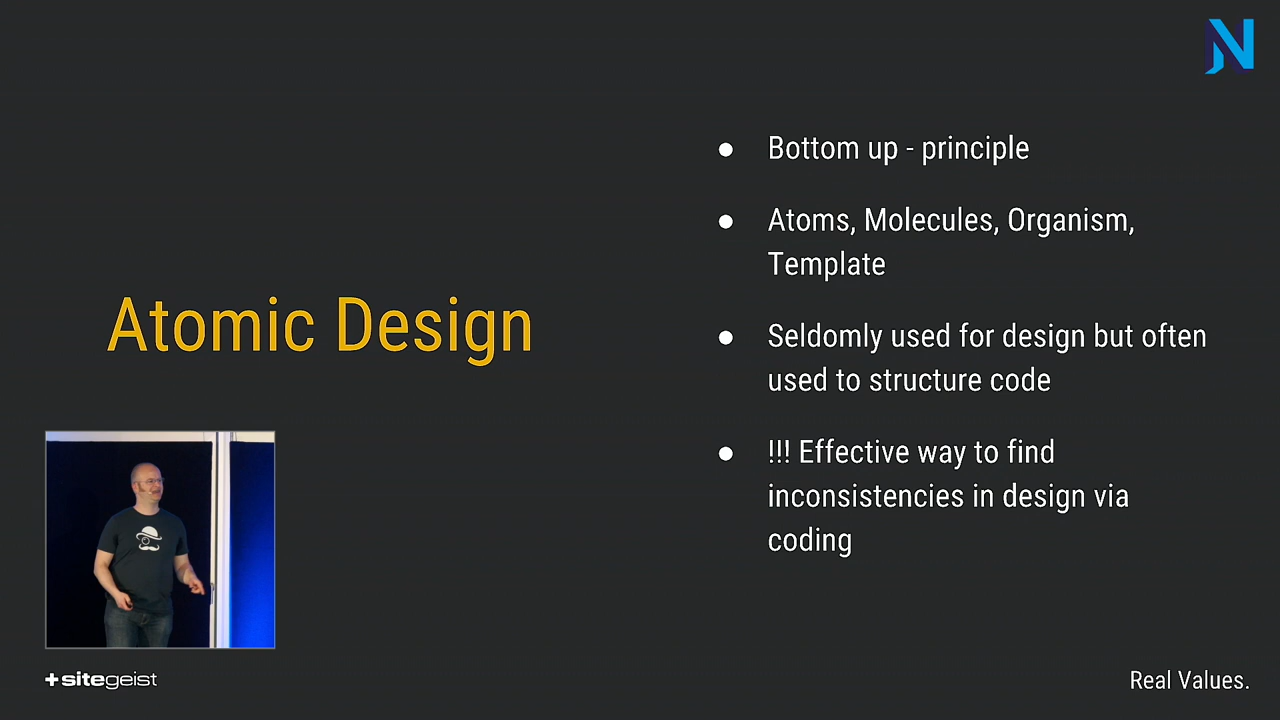 Atomic Design
● Bottom up - principle
● Atoms, Molecules, Organism,
Template
● Seldomly used for design but often
used to structure code
● !!! Effective way to find
inconsistencies in design via
coding
+sitegeist
Real Values.